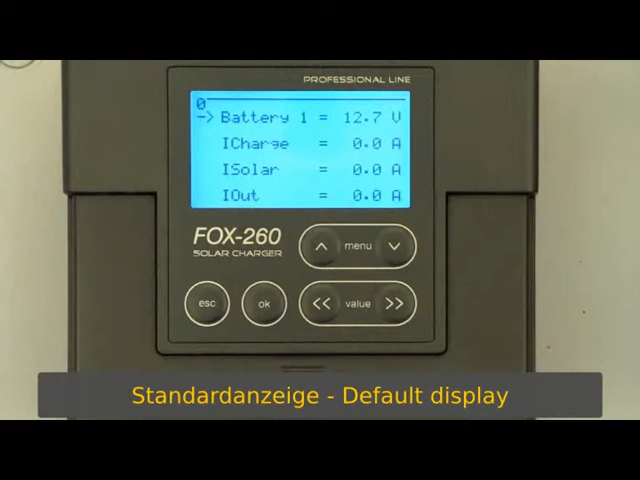 PROFESSIONAL LINE
0
-> Battery 1 = 12.7 V
ICharge = 0.0 A
ISolar = 0.0 A
IOut = 0.0 A
FOX-260
SOLAR CHARGER
menu
esc
ok
<< value >>
Standardanzeige - Default display